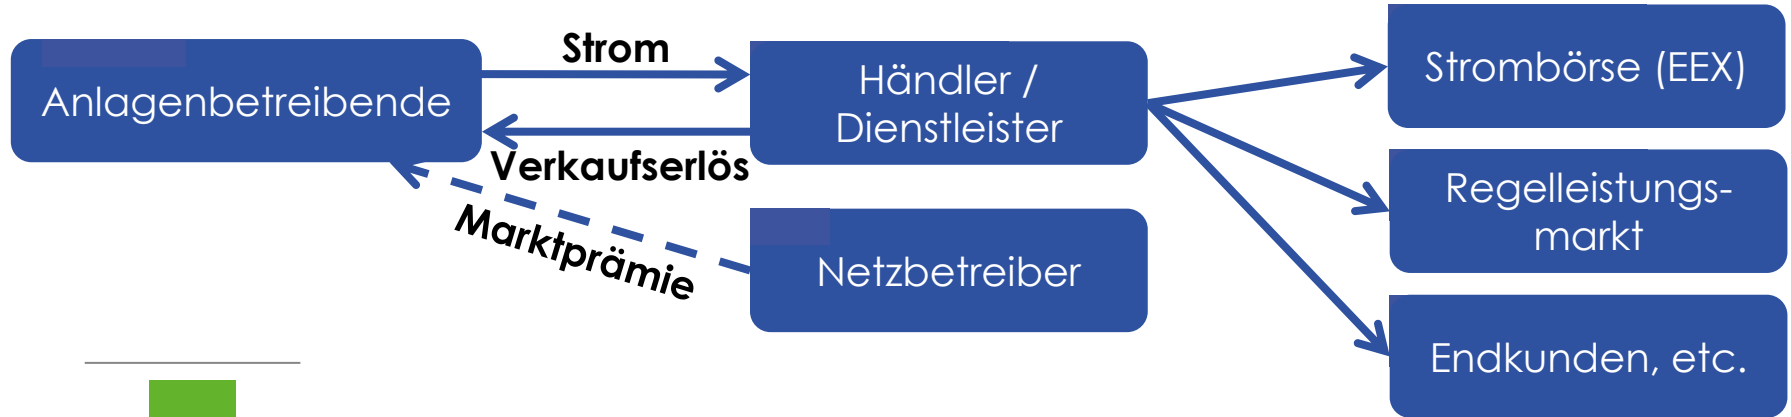 Strom
Anlagenbetreibende
Verkaufserlös
Marktprämie
Händler /
Dienstleister
Netzbetreiber
Strombörse (EEX)
Regelleistungs-
markt
Endkunden, etc.